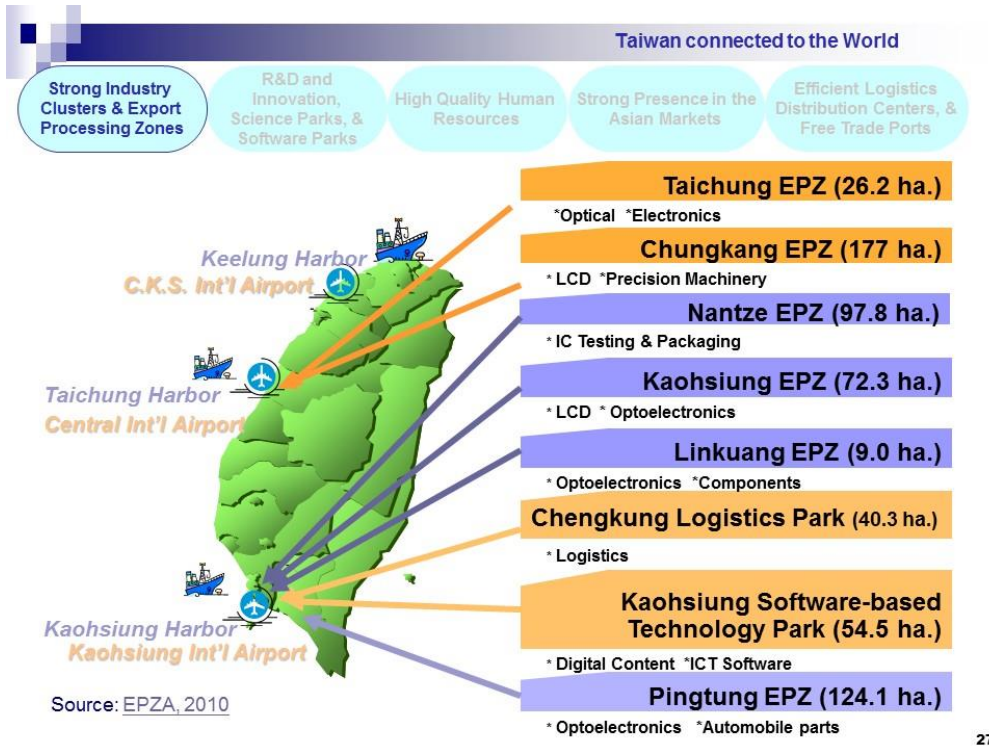 Taiwan connected to the World
Strong Industry
Clusters & Export
Processing Zones
R&D and
Innovation,
Science Parks, &
Software Parks
High Quality Human
Resources
Strong Presence in the
Asian Markets
Efficient Logistics
Distribution Centers, &
Free Trade Ports
Taichung EPZ (26.2 ha.)
*Optical *Electronics
Chungkang EPZ (177 ha.)
* LCD *Precision Machinery
Nantze EPZ (97.8 ha.)
* IC Testing & Packaging
Kaohsiung EPZ (72.3 ha.)
* LCD * Optoelectronics
Linkuang EPZ (9.0 ha.)
* Optoelectronics *Components
Chengkung Logistics Park (40.3 ha.)
* Logistics
Kaohsiung Software-based
Technology Park (54.5 ha.)
* Digital Content *ICT Software
Pingtung EPZ (124.1 ha.)
* Optoelectronics *Automobile parts
Keelung Harbor
C.K.S. Int'l Airport
Taichung Harbor
Central Int'l Airport
Kaohsiung Harbor
Kaohsiung Int'l Airport
Source: EPZA, 2010
27